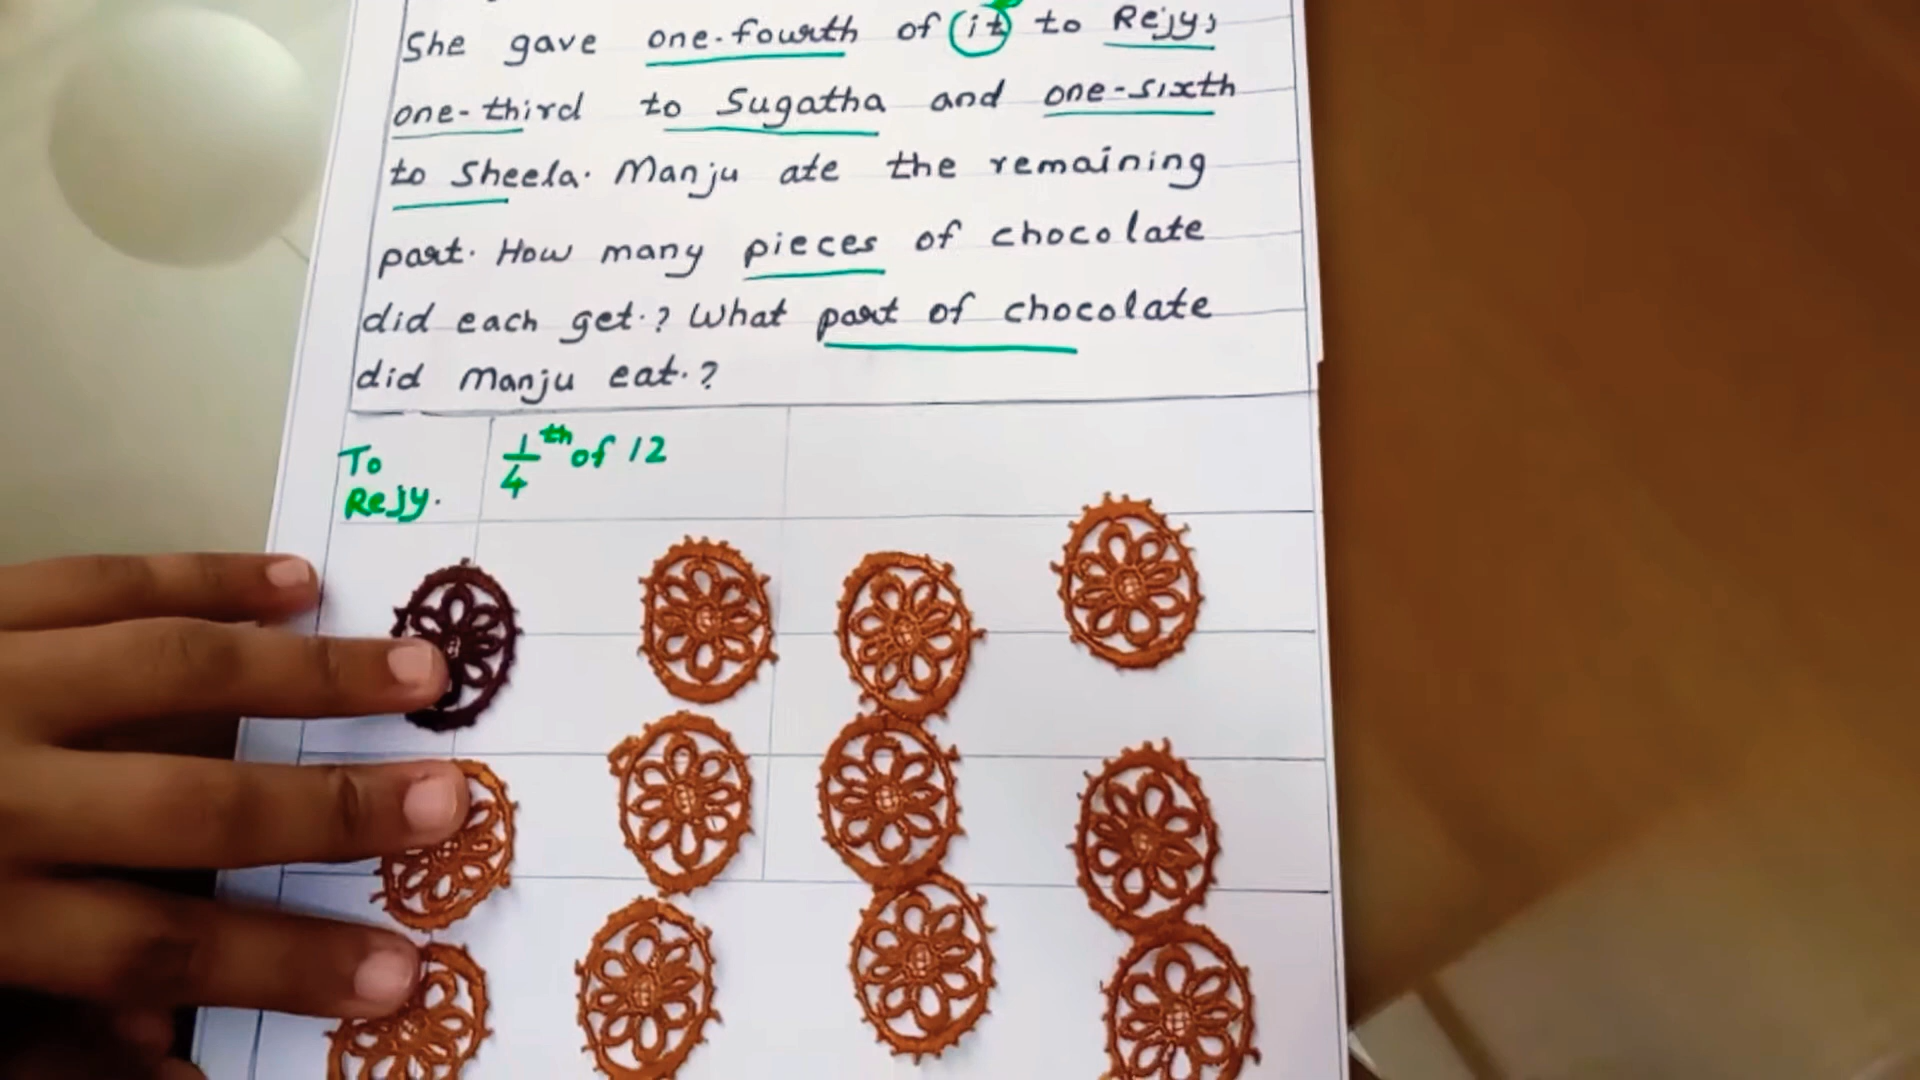 She gave one-fourth of it to Rejy,
one-third to Sugatha and one-sixth
to Sheela. Manju ate the remaining
part. How many pieces of chocolate
did each get.? What part of chocolate
did Manju eat.?
To Rejy.
1/4 th of 12